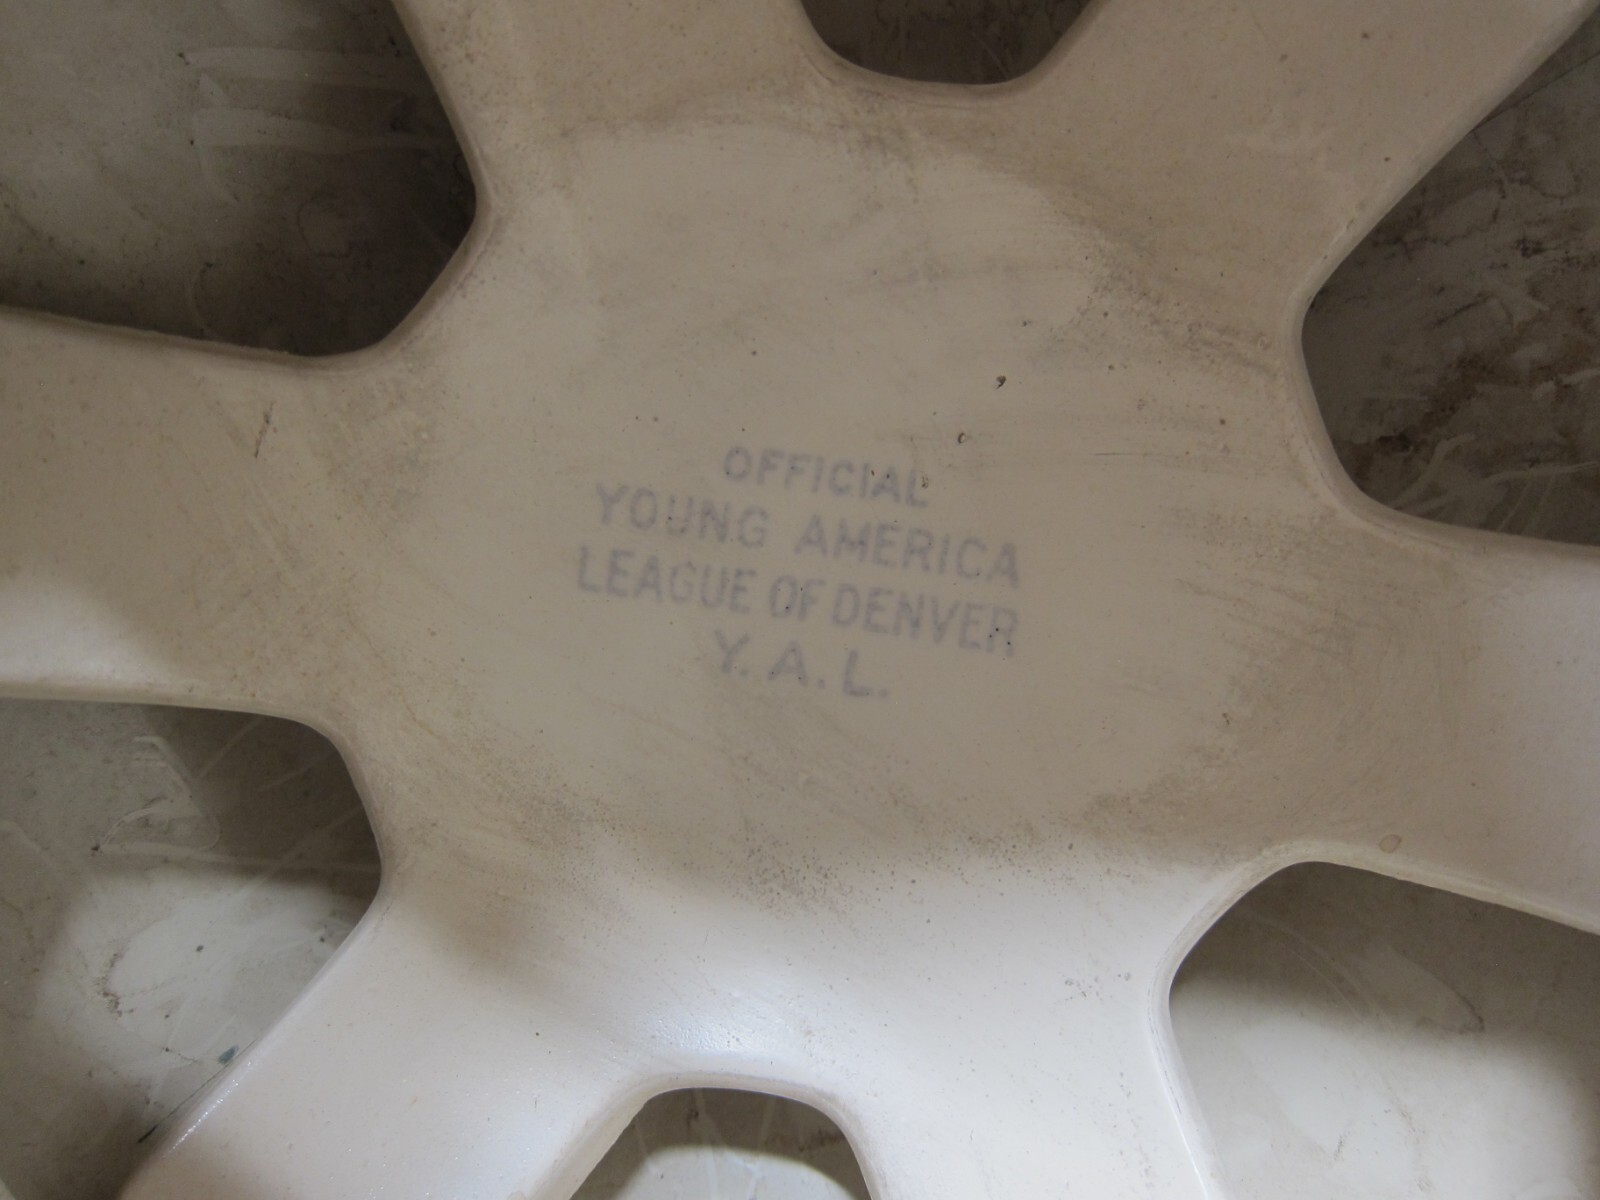 OFFICIAL
YOUNG AMERICA
LEAGUE OF DENVER
Y. A. L.